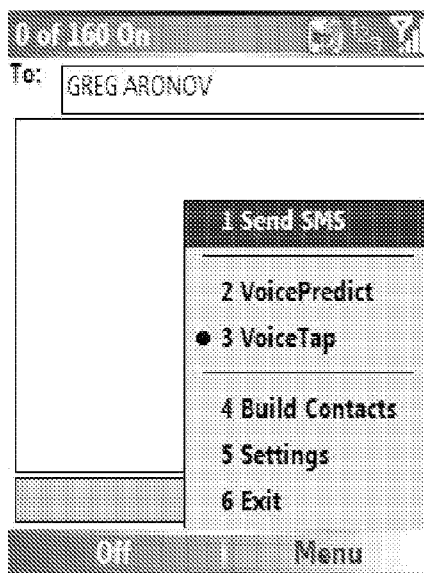 0 of 160 On
To: GREG ARONOV
1 Send SMS
2 VoicePredict
3 VoiceTap
4 Build Contacts
5 Settings
6 Exit
Off Menu